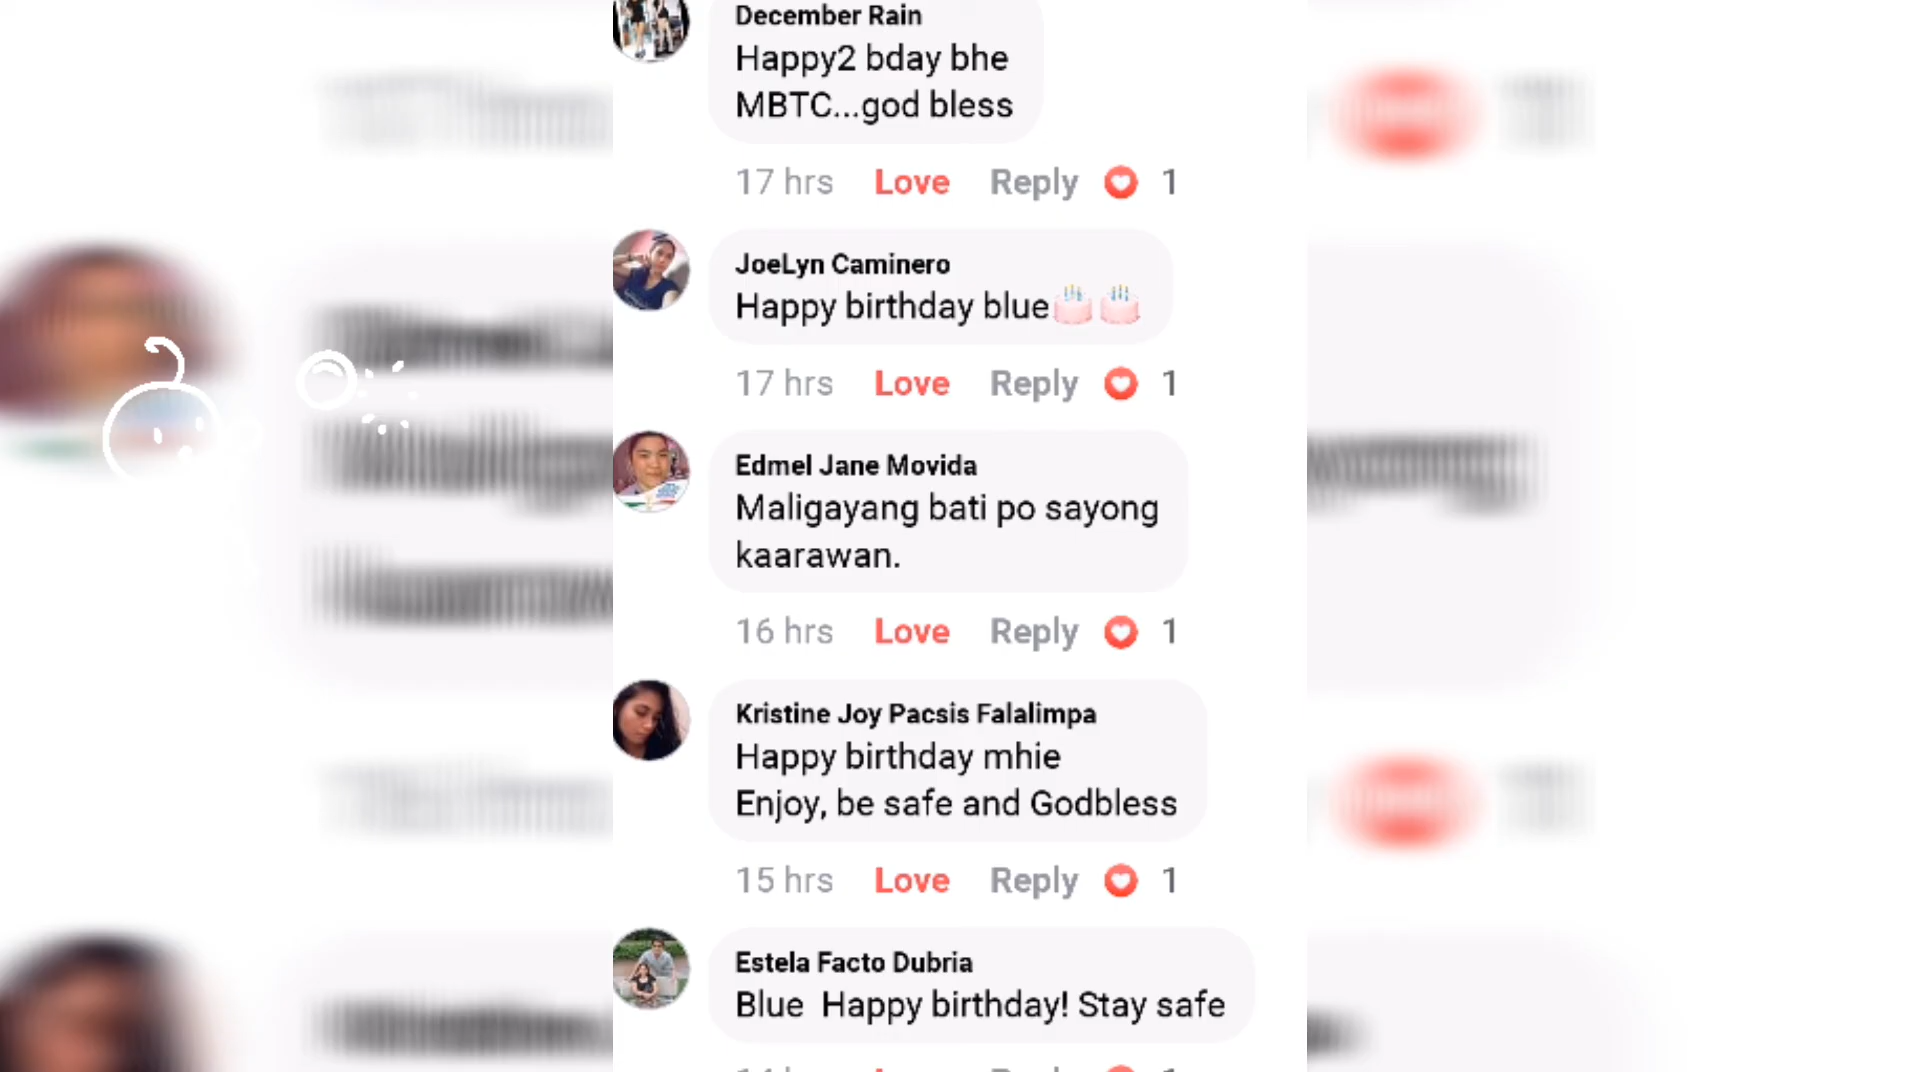 December Rain
Happy2 bday bhe
MBTC...god bless
17 hrs Love Reply 1
JoeLyn Caminero
Happy birthday blue🎂🎂
17 hrs Love Reply 1
Edmel Jane Movida
Maligayang bati po sayong
kaarawan.
16 hrs Love Reply 1
Kristine Joy Pacsis Falalimpa
Happy birthday mhie
Enjoy, be safe and Godbless
15 hrs Love Reply 1
Estela Facto Dubria
Blue Happy birthday! Stay safe